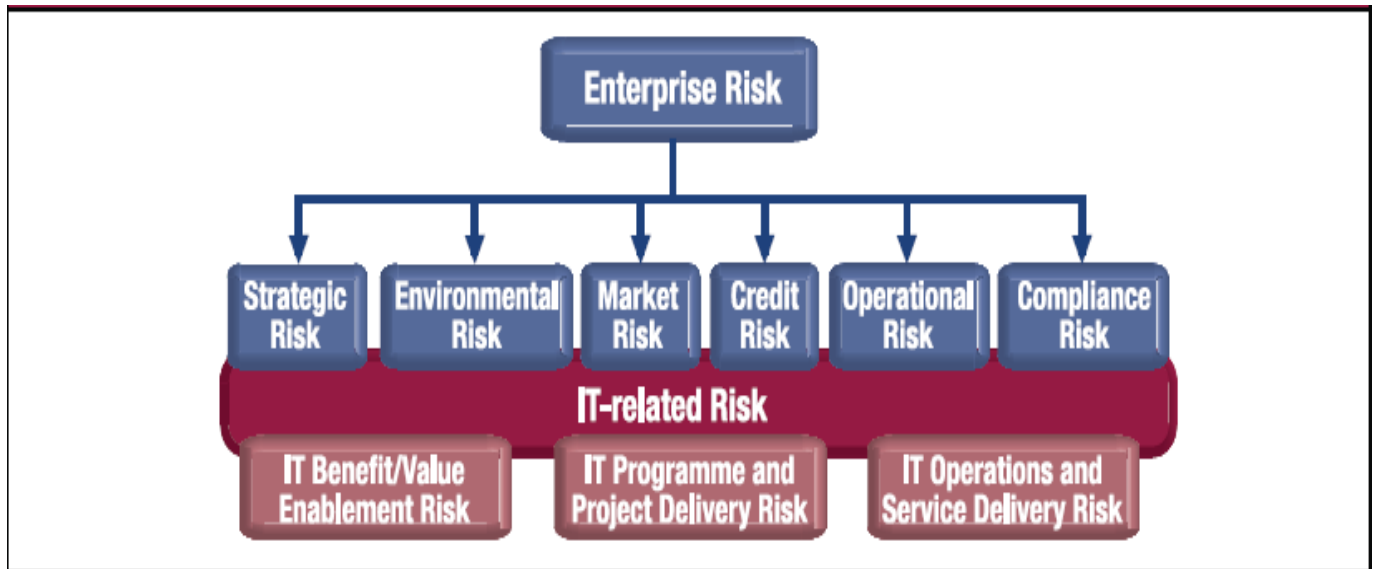 Enterprise Risk
Strategic
Risk
Environmental
Risk
Market
Risk
Credit
Risk
Operational
Risk
Compliance
Risk
IT-related Risk
IT Benefit/Value
Enablement Risk
IT Programme and
Project Delivery Risk
IT Operations and
Service Delivery Risk